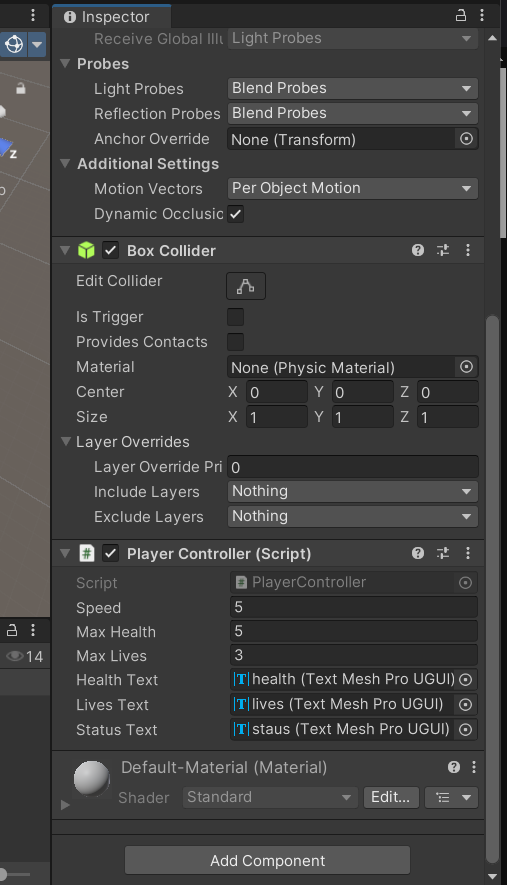 Inspector
Receive Global Illu Light Probes
Probes
Light Probes Blend Probes
Reflection Probes Blend Probes
Anchor Override None (Transform)
Additional Settings
Motion Vectors Per Object Motion
Dynamic Occlusic
z
Box Collider
Edit Collider
Is Trigger
Provides Contacts
Material None (Physic Material)
Center X 0 Y 0 Z 0
Size X 1 Y 1 Z 1
Layer Overrides
Layer Override Pri 0
Include Layers Nothing
Exclude Layers Nothing
# Player Controller (Script)
Script # PlayerController
Speed 5
Max Health 5
14
Max Lives 3
Health Text T health (Text Mesh Pro UGUI)
Lives Text T lives (Text Mesh Pro UGUI)
Status Text T staus (Text Mesh Pro UGUI)
Default-Material (Material)
Shader Standard Edit...
Add Component